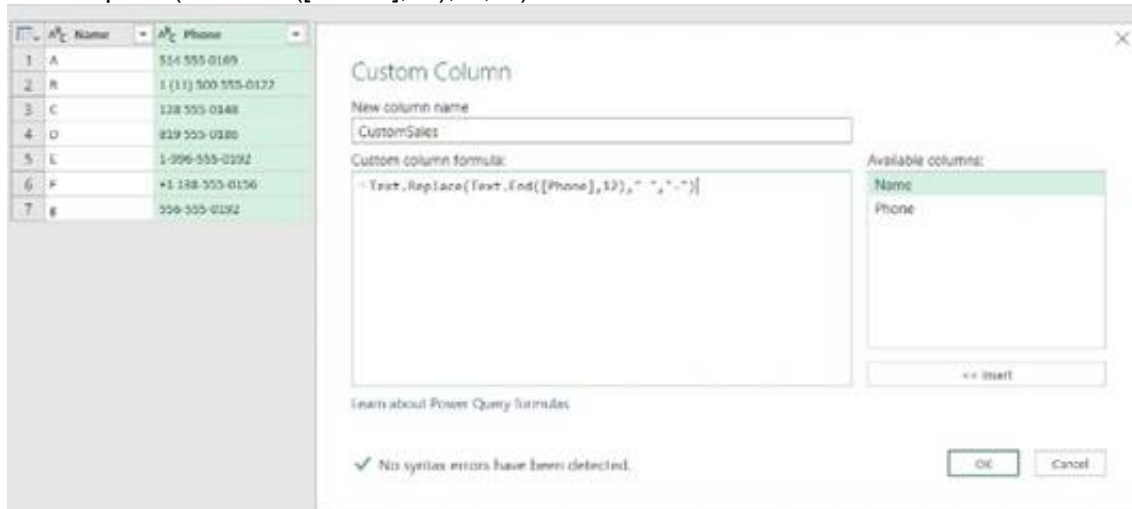 Name Phone
1 A 514 555-0169
2 B 1 (11) 500 555-0122
3 C 128 555-0148
4 D 819 555-0186
5 E 1-996-555-0192
6 F +1 138-555-0156
7 g 556-555-0192
Custom Column
New column name
CustomSales
Custom column formula:
=Text.Replace(Text.End([Phone],12)," ","-")
Available columns:
Name
Phone
<< Insert
Learn about Power Query formulas
✓ No syntax errors have been detected.
OK Cancel